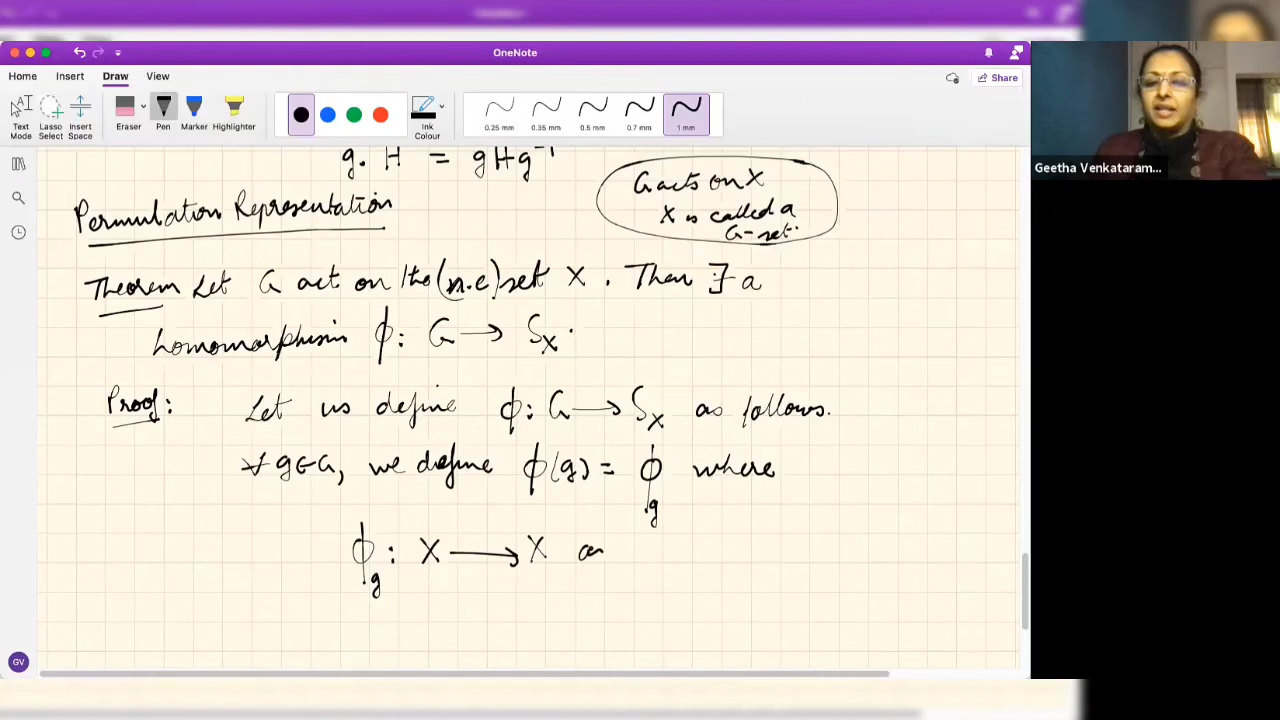 OneNote
Home Insert Draw View
Share
Text Mode
Lasso Select
Insert Space
Eraser
Pen
Marker
Highlighter
Ink Colour
0.25 mm
0.35 mm
0.5 mm
0.7 mm
1 mm
Geetha Venkataram...
g. H = gHg⁻¹
G acts on X
X is called a
G-set.
Permutation Representation
Theorem Let G act on the (n.e) set X. Then ∃ a
homomorphism ϕ: G → S_X.
Proof: Let us define ϕ: G → S_X as follows.
∀ g∈G, we define ϕ(g) = ϕ_g where
ϕ_g : X → X as
GV